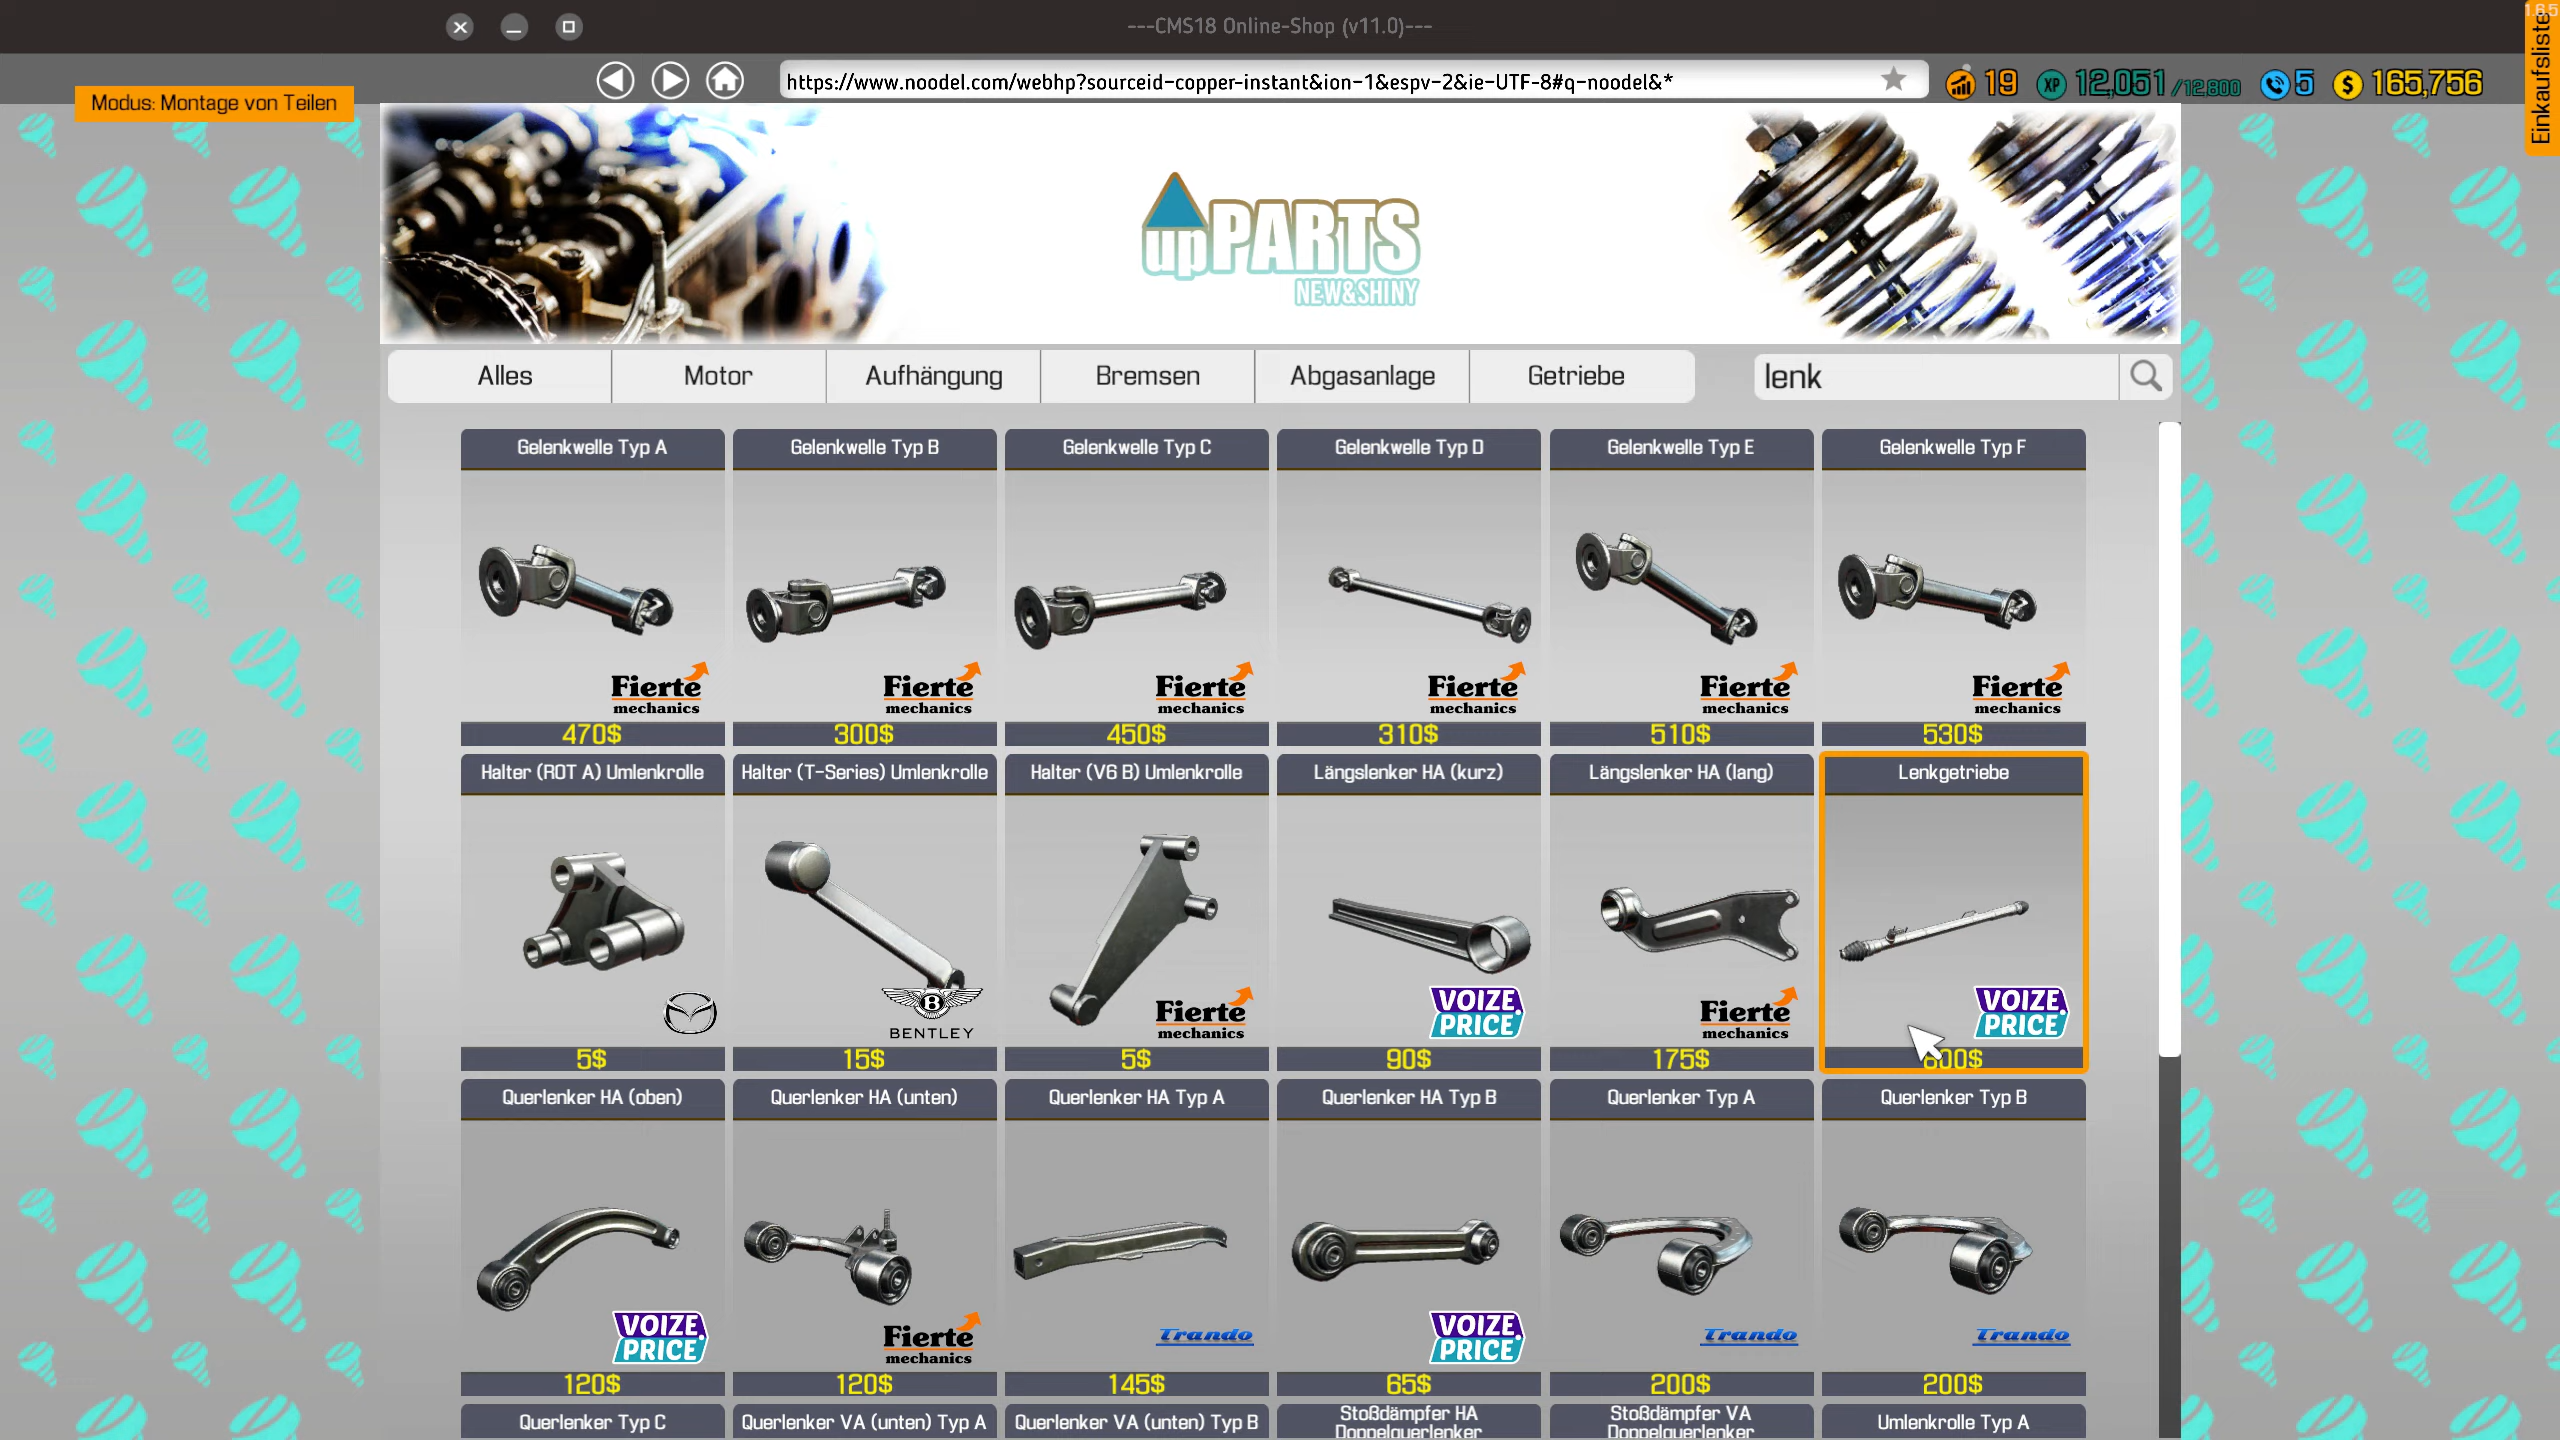 ---CMS18 Online-Shop (v11.0)---
1.6.5
Einkaufsliste
https://www.noodel.com/webhp?sourceid-copper-instant&ion-1&espv-2&ie-UTF-8#q-noodel&*
19
XP 12,051/12,800
5
$ 165,756
Modus: Montage von Teilen
upPARTS
NEW&SHINY
Alles Motor Aufhängung Bremsen Abgasanlage Getriebe lenk
Gelenkwelle Typ A Gelenkwelle Typ B Gelenkwelle Typ C Gelenkwelle Typ D Gelenkwelle Typ E Gelenkwelle Typ F
Fierte mechanics Fierte mechanics Fierte mechanics Fierte mechanics Fierte mechanics Fierte mechanics
470$ 300$ 450$ 310$ 510$ 530$
Halter (ROT A) Umlenkrolle Halter (T-Series) Umlenkrolle Halter (V6 B) Umlenkrolle Längslenker HA (kurz) Längslenker HA (lang) Lenkgetriebe
B BENTLEY Fierte mechanics VOIZE PRICE Fierte mechanics VOIZE PRICE
5$ 15$ 5$ 90$ 175$ 600$
Querlenker HA (oben) Querlenker HA (unten) Querlenker HA Typ A Querlenker HA Typ B Querlenker Typ A Querlenker Typ B
VOIZE PRICE Fierte mechanics Trando VOIZE PRICE Trando Trando
120$ 120$ 145$ 65$ 200$ 200$
Querlenker Typ C Querlenker VA (unten) Typ A Querlenker VA (unten) Typ B Stoßdämpfer HA Doppelquerlenker Stoßdämpfer VA Doppelquerlenker Umlenkrolle Typ A